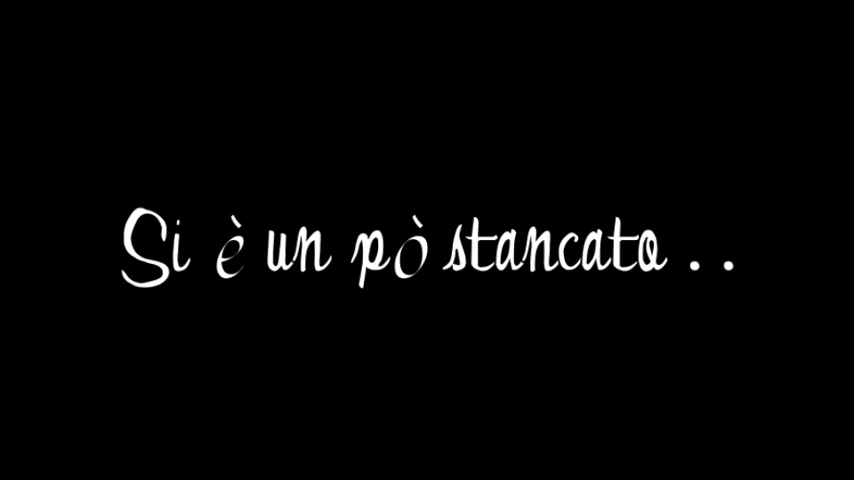 Si è un pò stancato . .